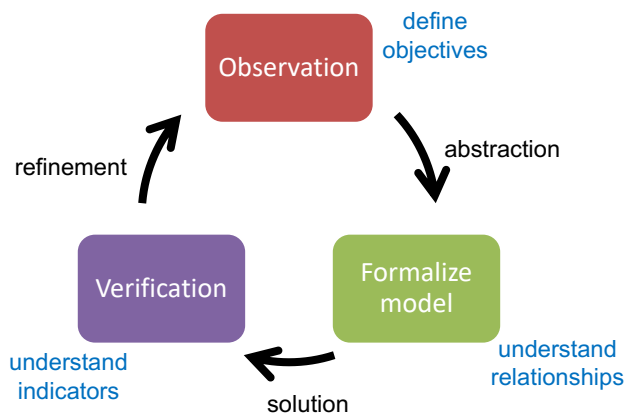 define
objectives
Observation
abstraction
refinement
Formalize
model
Verification
understand
relationships
understand
indicators
solution